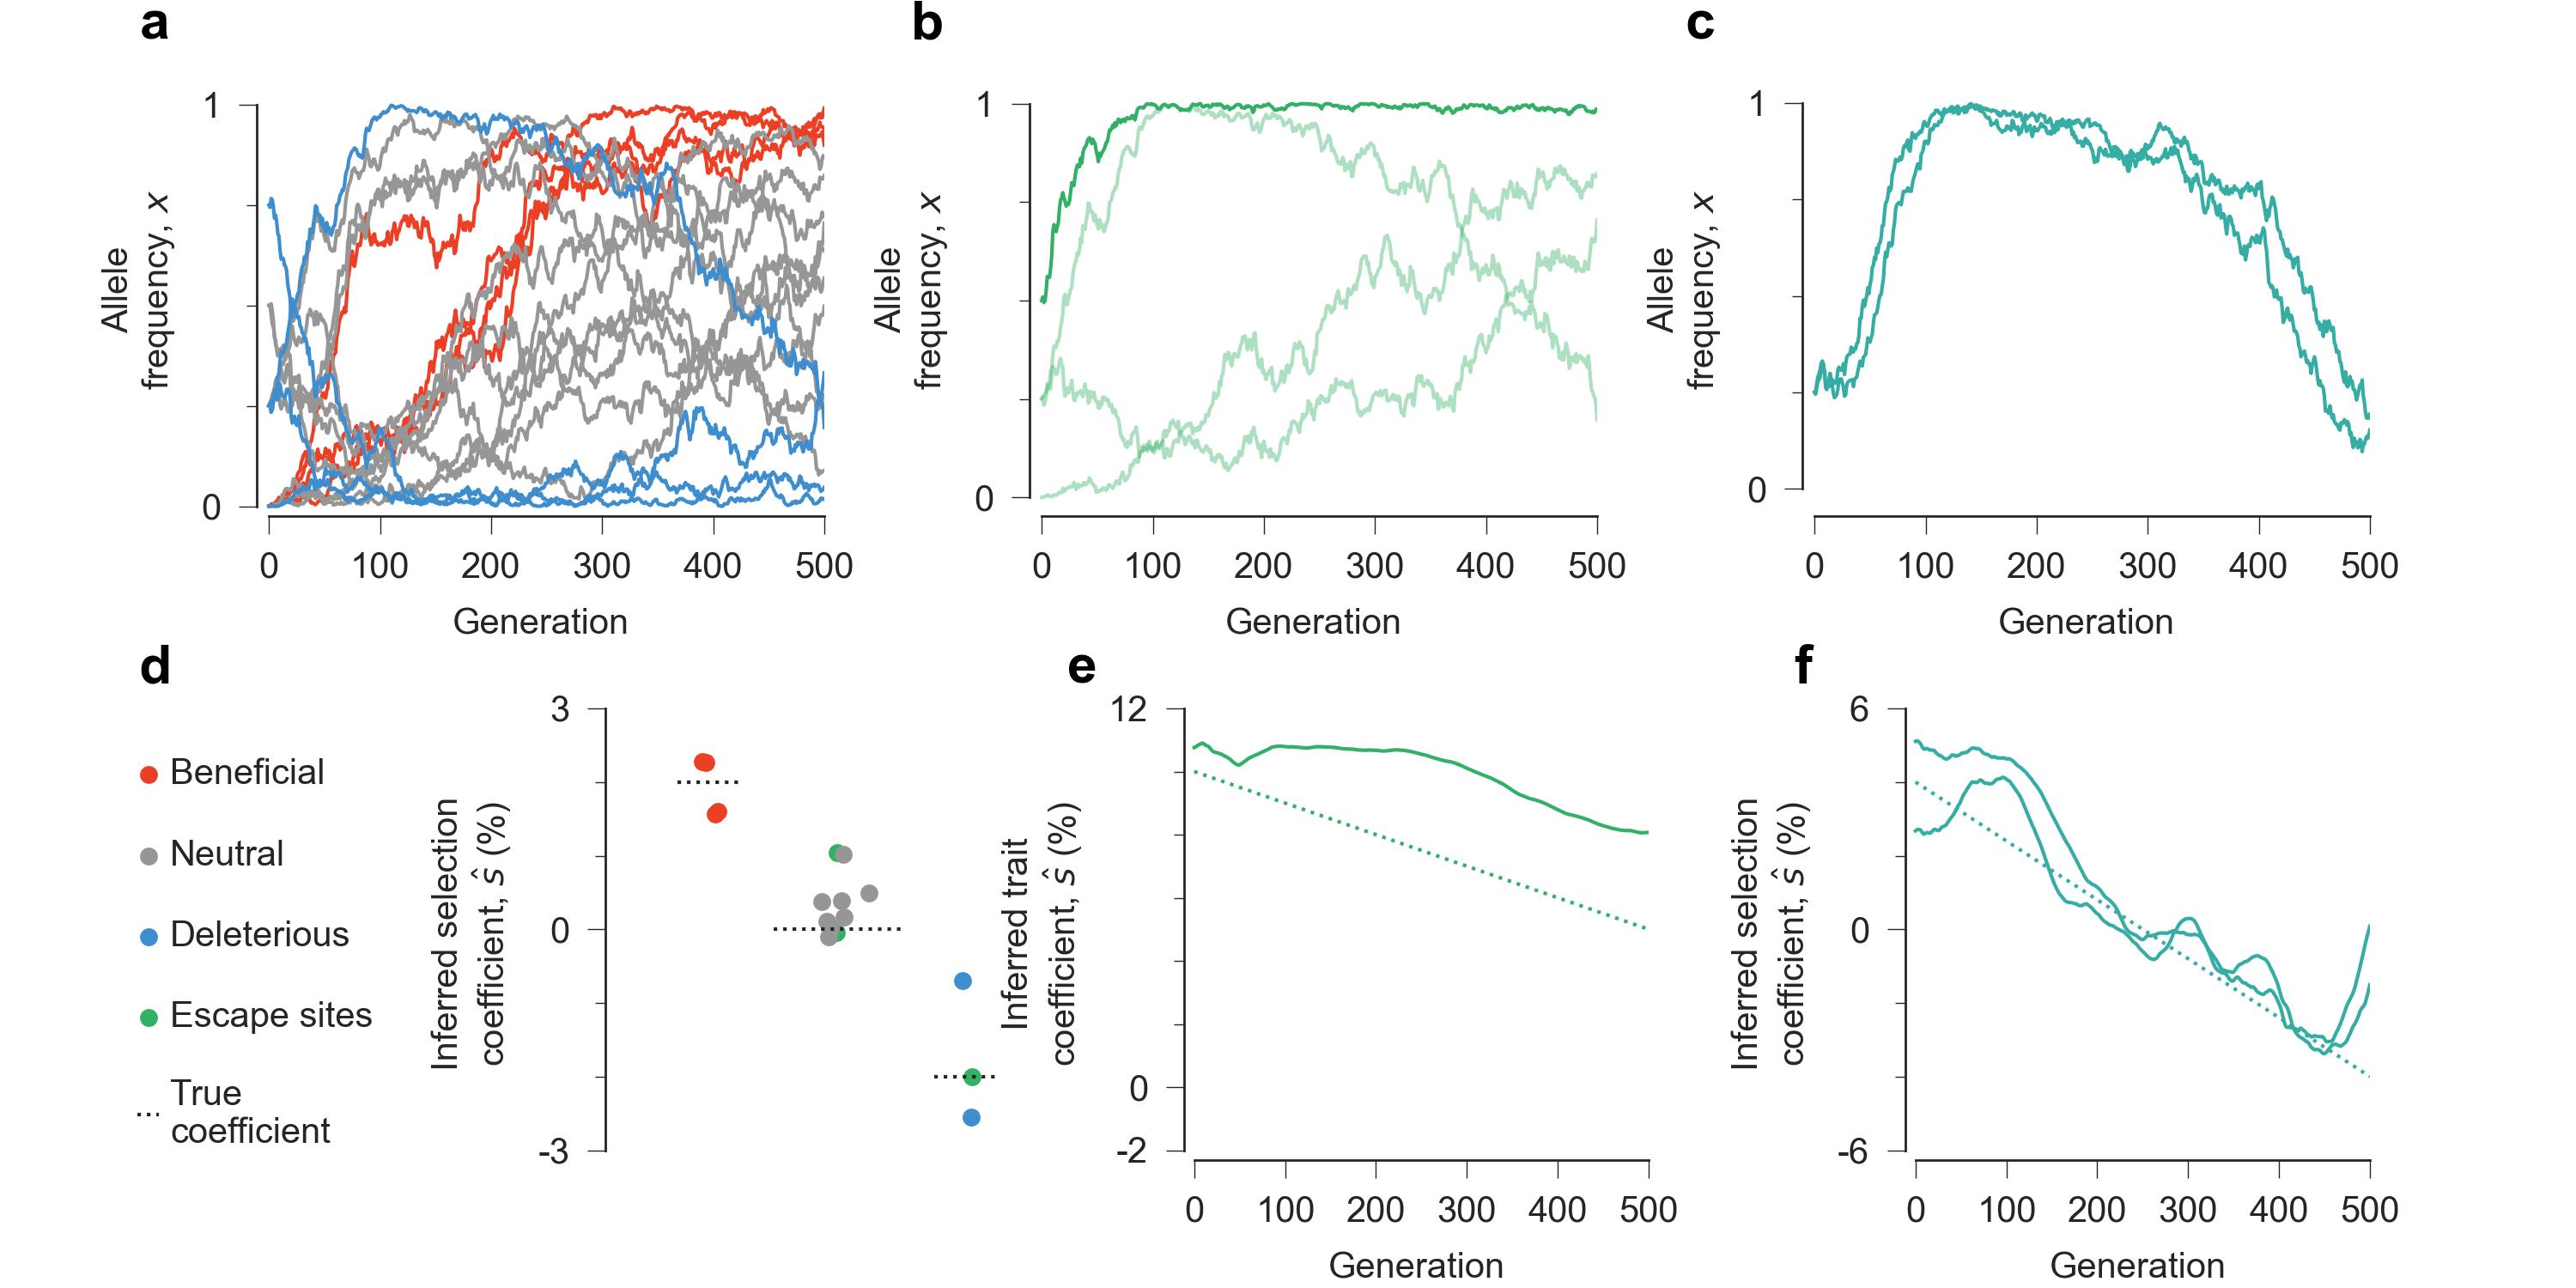 a
1
0
Allele
frequency, x
0 100 200 300 400 500
Generation
b
1
0
Allele
frequency, x
0 100 200 300 400 500
Generation
c
1
0
Allele
frequency, x
0 100 200 300 400 500
Generation
d
Beneficial
Neutral
Deleterious
Escape sites
True
coefficient
3
0
-3
Inferred selection
coefficient, ŝ (%)
e
12
0
-2
Inferred trait
coefficient, ŝ (%)
0 100 200 300 400 500
Generation
f
6
0
-6
Inferred selection
coefficient, ŝ (%)
0 100 200 300 400 500
Generation